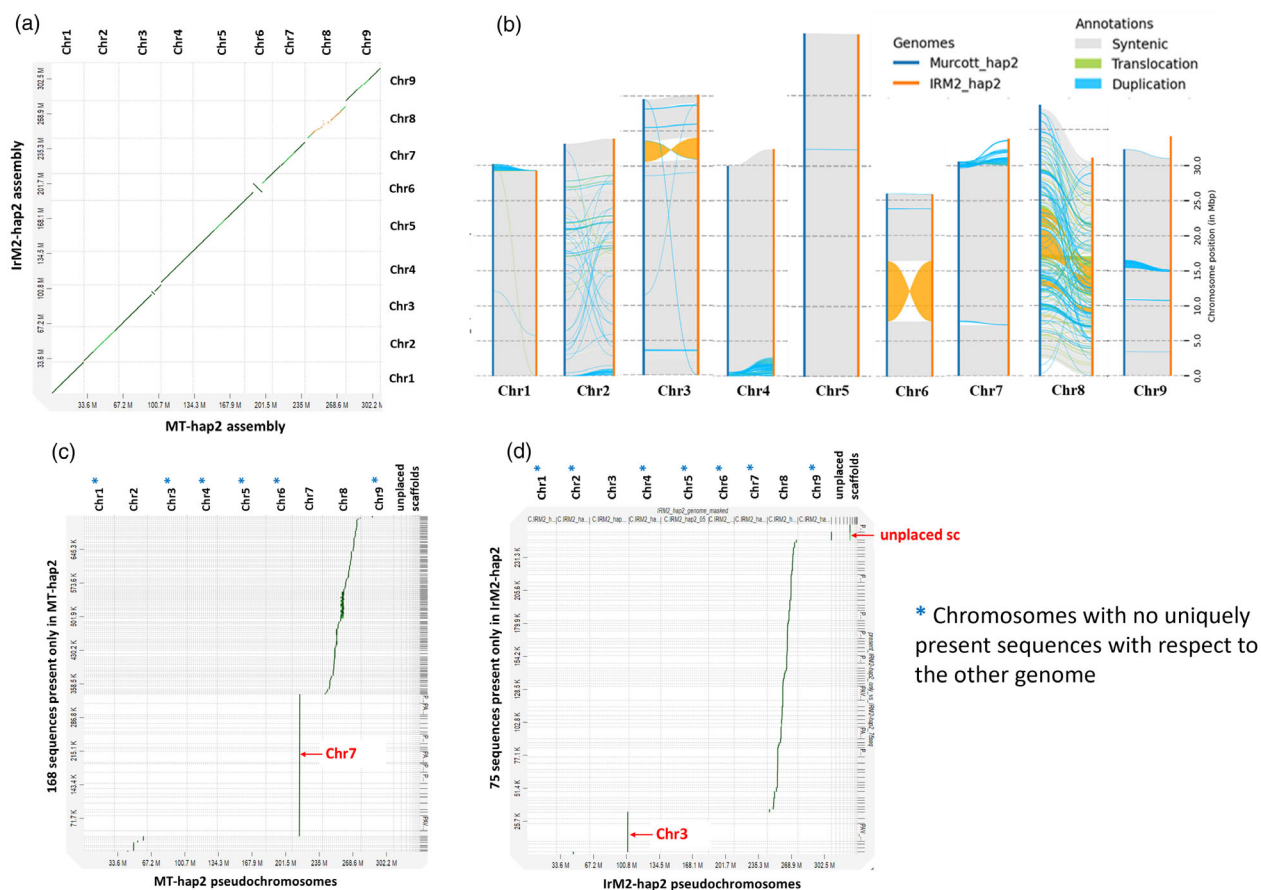 (a)
Chr1 Chr2 Chr3 Chr4 Chr5 Chr6 Chr7 Chr8 Chr9
IrM2-hap2 assembly
302.5 M
268.9 M
235.3 M
201.7 M
168.1 M
134.5 M
100.8 M
67.2 M
33.6 M
Chr9
Chr8
Chr7
Chr6
Chr5
Chr4
Chr3
Chr2
Chr1
33.6 M 67.2 M 100.7 M 134.3 M 167.9 M 201.5 M 235 M 268.6 M 302.2 M
MT-hap2 assembly
(b)
Genomes
Murcott_hap2
IRM2_hap2
Annotations
Syntenic
Translocation
Duplication
30.0
25.0
20.0
15.0
10.0
5.0
0.0
Chromosome position (in Mbp)
Chr1 Chr2 Chr3 Chr4 Chr5 Chr6 Chr7 Chr8 Chr9
(c)
Chr1 * Chr2 Chr3 * Chr4 * Chr5 * Chr6 * Chr7 Chr8 Chr9 * unplaced
scaffolds
168 sequences present only in MT-hap2
645.3 K
573.6 K
501.9 K
430.2 K
358.5 K
286.8 K
215.1 K
143.4 K
71.7 K
Chr7
33.6 M 67.2 M 100.7 M 134.3 M 167.9 M 201.5 M 235 M 268.6 M 302.2 M
MT-hap2 pseudochromosomes
(d)
Chr1 * Chr2 * Chr3 Chr4 * Chr5 * Chr6 * Chr7 * Chr8 Chr9 * unplaced
scaffolds
IRM2_hap2_genome_masked
75 sequences present only in IrM2-hap2
231.3 K
205.6 K
179.9 K
154.2 K
128.5 K
102.8 K
77.1 K
51.4 K
25.7 K
unplaced sc
Chr3
33.6 M 67.2 M 100.8 M 134.5 M 168.1 M 201.7 M 235.3 M 268.9 M 302.5 M
IrM2-hap2 pseudochromosomes
* Chromosomes with no uniquely
present sequences with respect to
the other genome